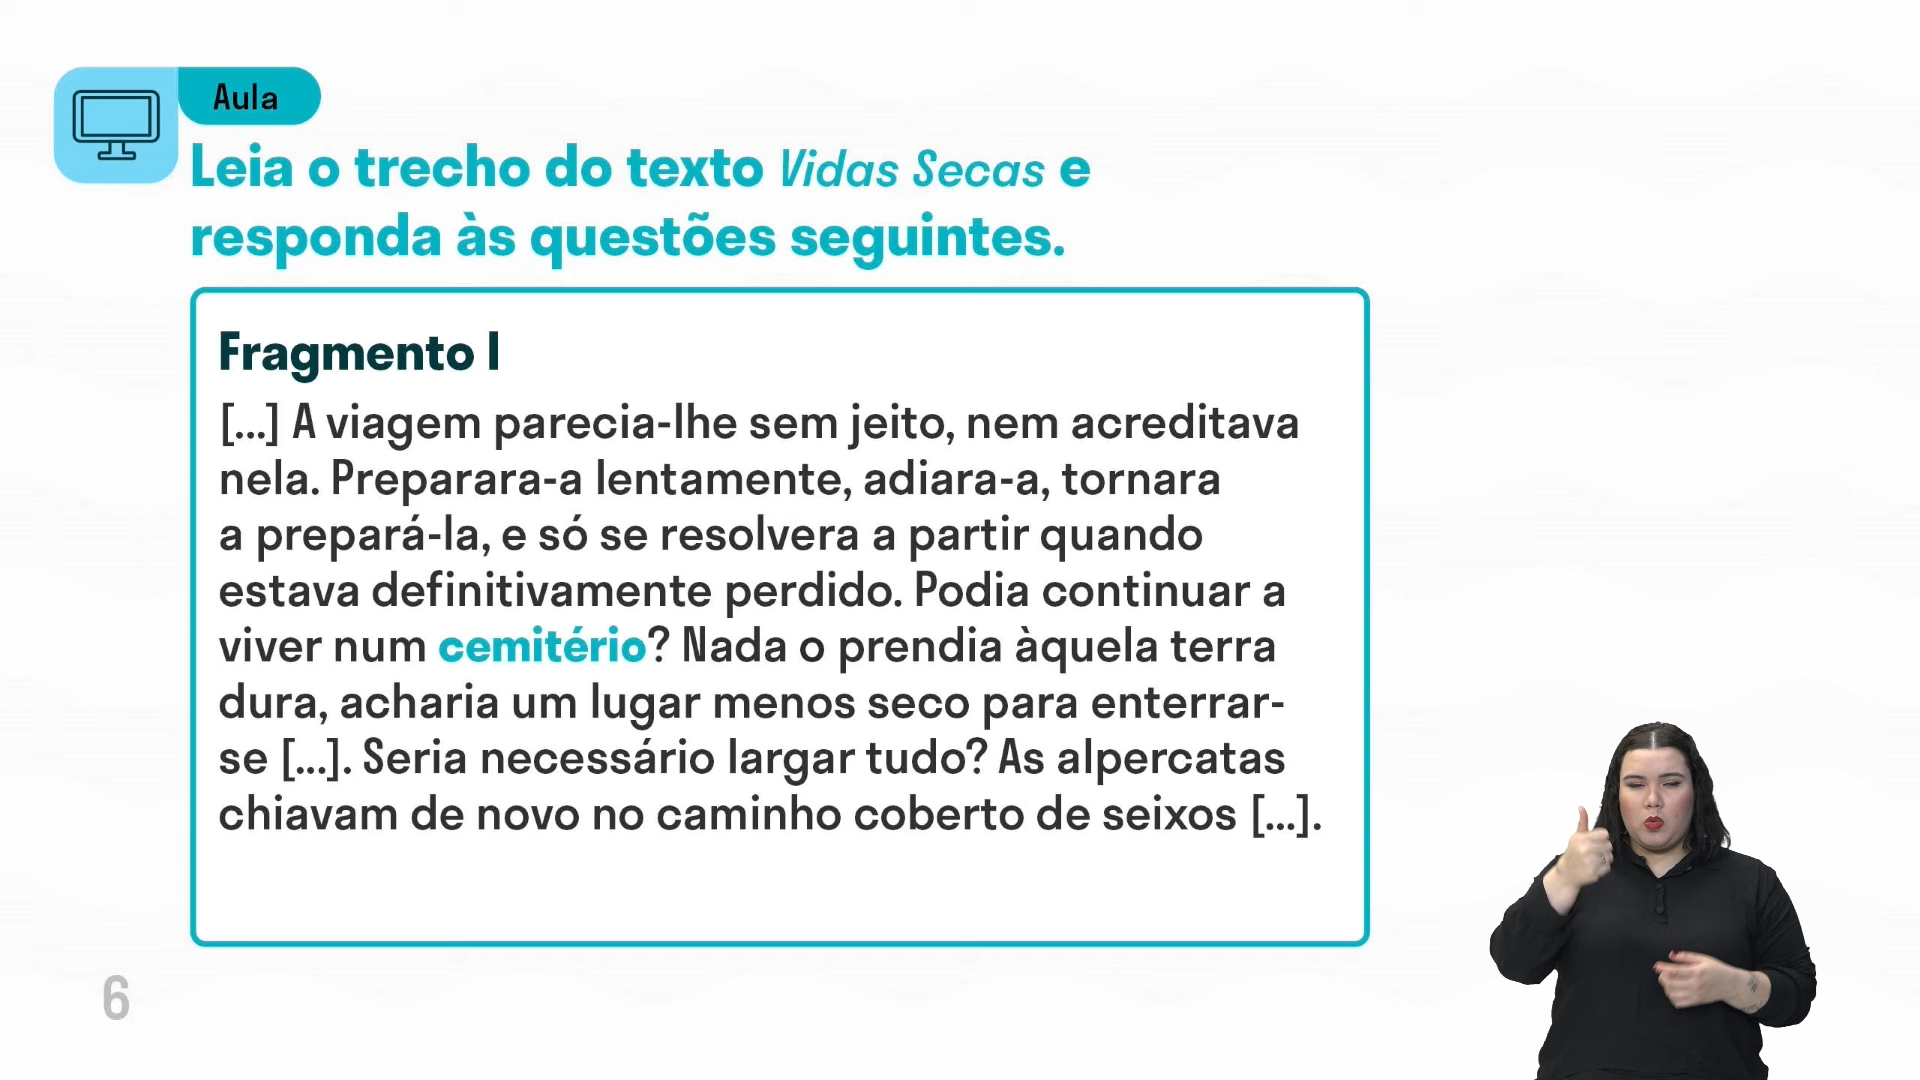 Aula
Leia o trecho do texto Vidas Secas e
responda às questões seguintes.
Fragmento I
[...] A viagem parecia-lhe sem jeito, nem acreditava
nela. Preparara-a lentamente, adiara-a, tornara
a prepará-la, e só se resolvera a partir quando
estava definitivamente perdido. Podia continuar a
viver num cemitério? Nada o prendia àquela terra
dura, acharia um lugar menos seco para enterrar-
se [...]. Seria necessário largar tudo? As alpercatas
chiavam de novo no caminho coberto de seixos [...].
6